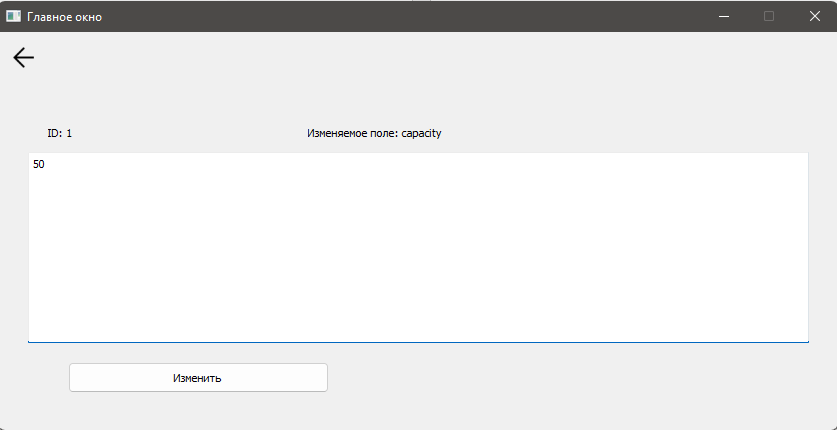 Главное окно
ID: 1
Изменяемое поле: capacity
50
Изменить